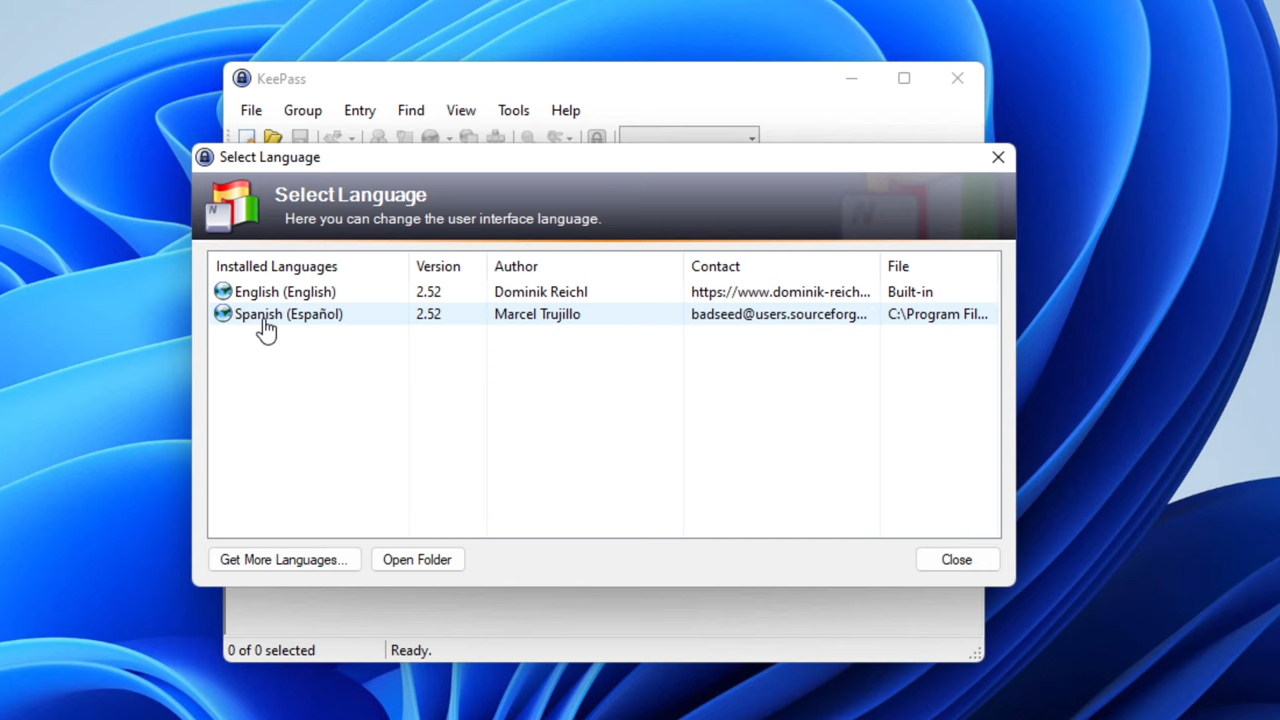 KeePass
File Group Entry Find View Tools Help
Select Language
Select Language
N
Here you can change the user interface language.
Installed Languages Version Author Contact File
English (English) 2.52 Dominik Reichl https://www.dominik-reich... Built-in
Spanish (Español) 2.52 Marcel Trujillo badseed@users.sourceforg... C:\Program Fil...
Get More Languages... Open Folder Close
0 of 0 selected Ready.